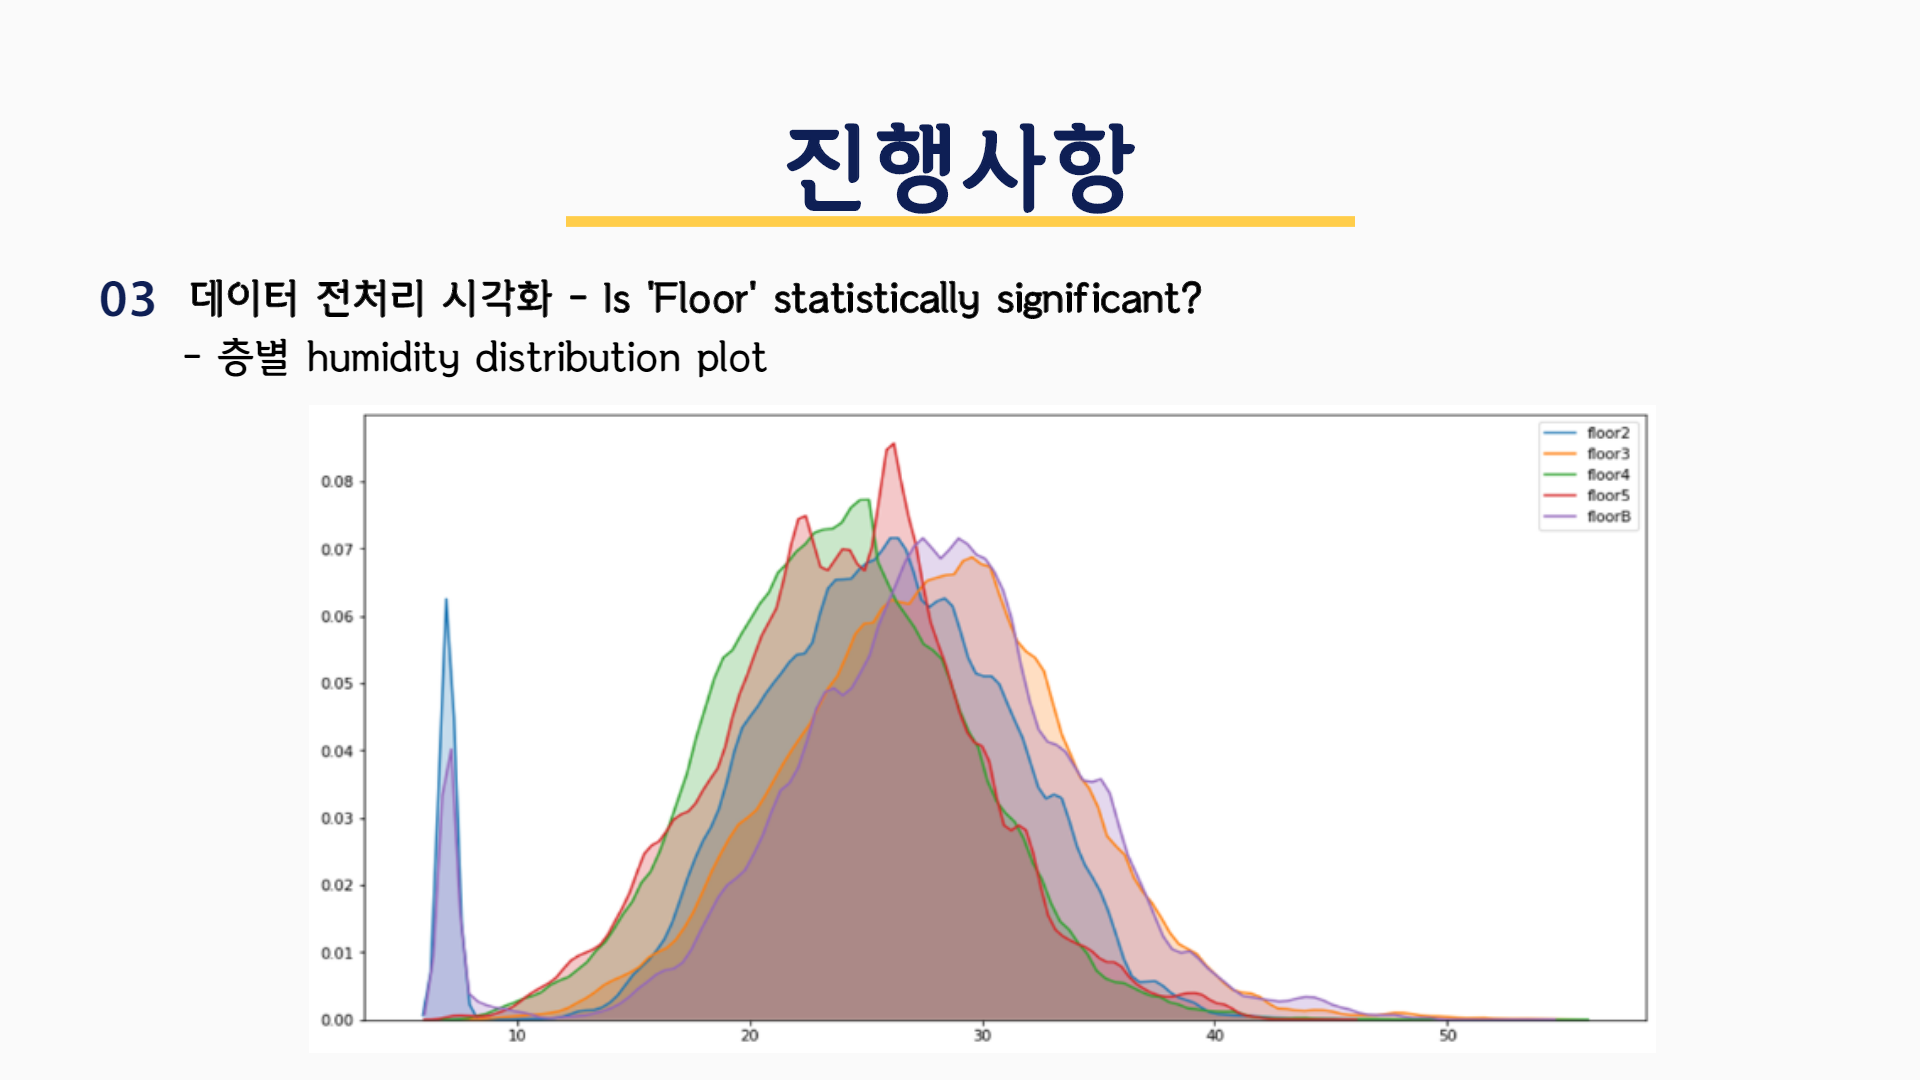 진행사항
03 데이터 전처리 시각화 - Is 'Floor' statistically significant?
- 층별 humidity distribution plot
floor2
floor3
floor4
floor5
floorB
0.08
0.07
0.06
0.05
0.04
0.03
0.02
0.01
0.00
10 20 30 40 50